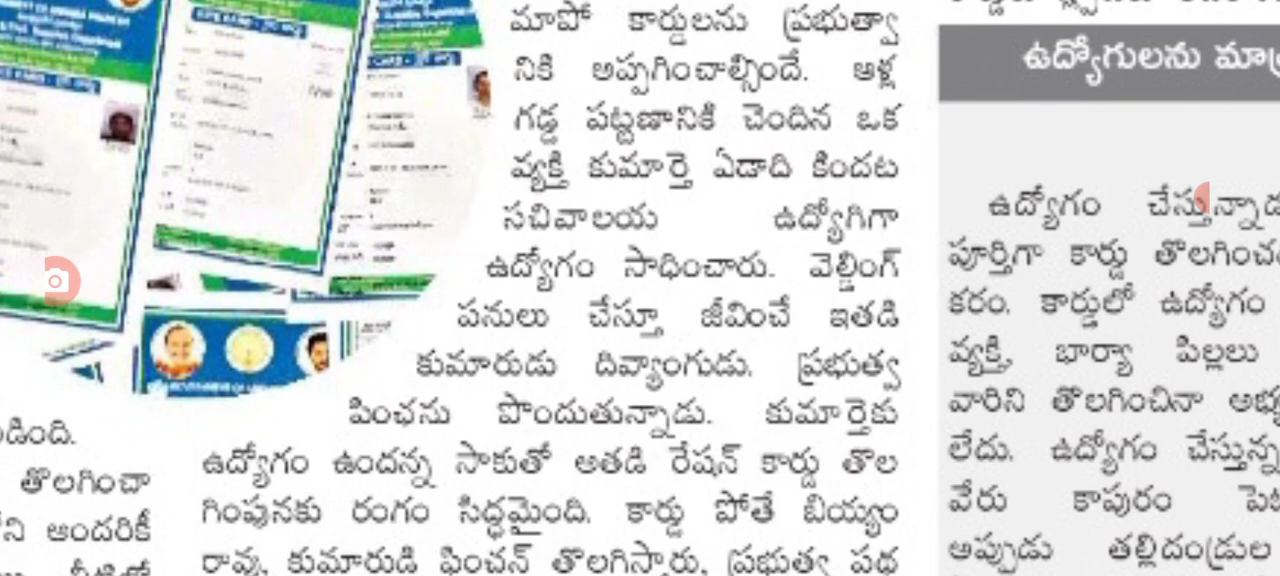 డింది.
తొలగించా
ని అందరికీ
మాపో కార్డులను ప్రభుత్వా
నికి అప్పగించాల్సిందే. ఆళ్ల
గడ్డ పట్టణానికి చెందిన ఒక
వ్యక్తి కుమార్తె ఏడాది కిందట
సచివాలయ ఉద్యోగిగా
ఉద్యోగం సాధించారు. వెల్డింగ్
పనులు చేస్తూ జీవించే ఇతడి
కుమారుడు దివ్యాంగుడు. ప్రభుత్వ
పింఛను పొందుతున్నాడు. కుమార్తెకు
ఉద్యోగం ఉందన్న సాకుతో అతడి రేషన్ కార్డు తొల
గింపునకు రంగం సిద్ధమైంది. కార్డు పోతే బియ్యం
రావు, కుమారుడి ఫించన్ తొలగిస్తారు, ప్రభుత్వ పథ
ఉద్యోగులను మా
ఉద్యోగం చేస్తున్నా
పూర్తిగా కార్డు తొలగించ
కరం. కార్డులో ఉద్యోగం
వ్యక్తి, భార్యా పిల్లలు
వారిని తొలగించినా అభ్య
లేదు. ఉద్యోగం చేస్తున్న
వేరు కాపురం పె
అప్పుడు తల్లిదండ్రుల